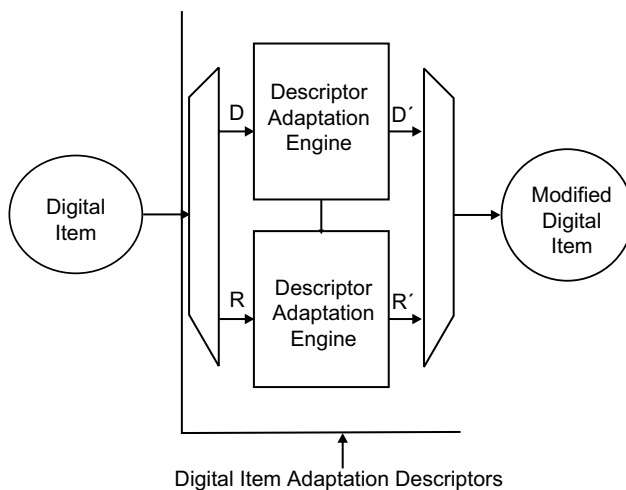 Digital
Item
D
Descriptor
Adaptation
Engine
D´
R
Descriptor
Adaptation
Engine
R´
Modified
Digital
Item
Digital Item Adaptation Descriptors